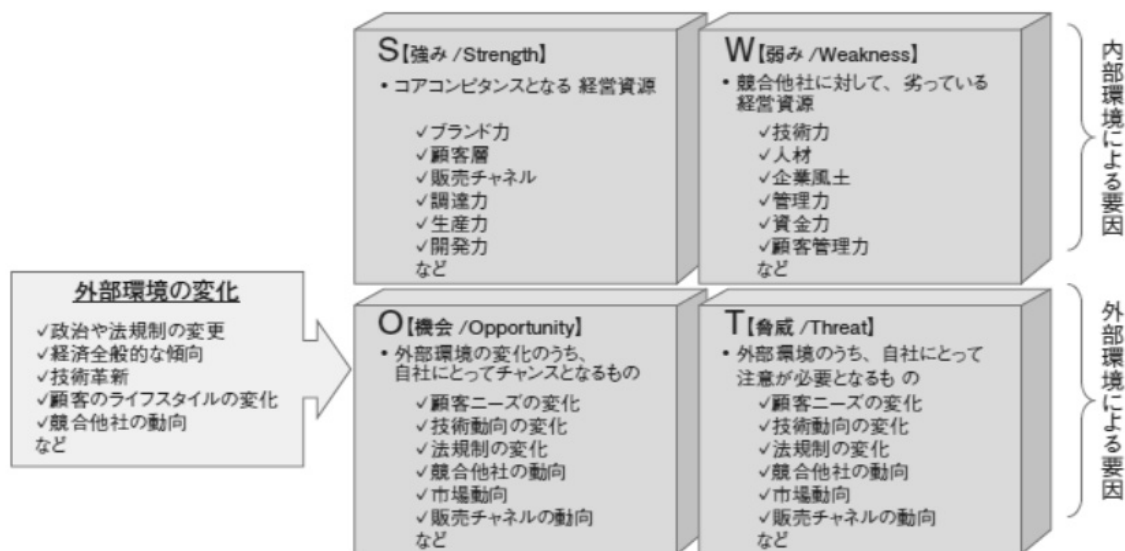 S【強み /Strength】
• コアコンピタンスとなる 経営資源
✓ブランド力
✓顧客層
✓販売チャネル
✓調達力
✓生産力
✓開発力
など
W【弱み /Weakness】
• 競合他社に対して、劣っている
経営資源
✓技術力
✓人材
✓企業風土
✓管理力
✓資金力
✓顧客管理力
など
内部環境による要因
外部環境の変化
✓政治や法規制の変更
✓経済全般的な傾向
✓技術革新
✓顧客のライフスタイルの変化
✓競合他社の動向
など
O【機会 /Opportunity】
• 外部環境の変化のうち、
自社にとってチャンスとなるもの
✓顧客ニーズの変化
✓技術動向の変化
✓法規制の変化
✓競合他社の動向
✓市場動向
✓販売チャネルの動向
など
T【脅威 /Threat】
• 外部環境のうち、自社にとって
注意が必要となるも の
✓顧客ニーズの変化
✓技術動向の変化
✓法規制の変化
✓競合他社の動向
✓市場動向
✓販売チャネルの動向
など
外部環境による要因